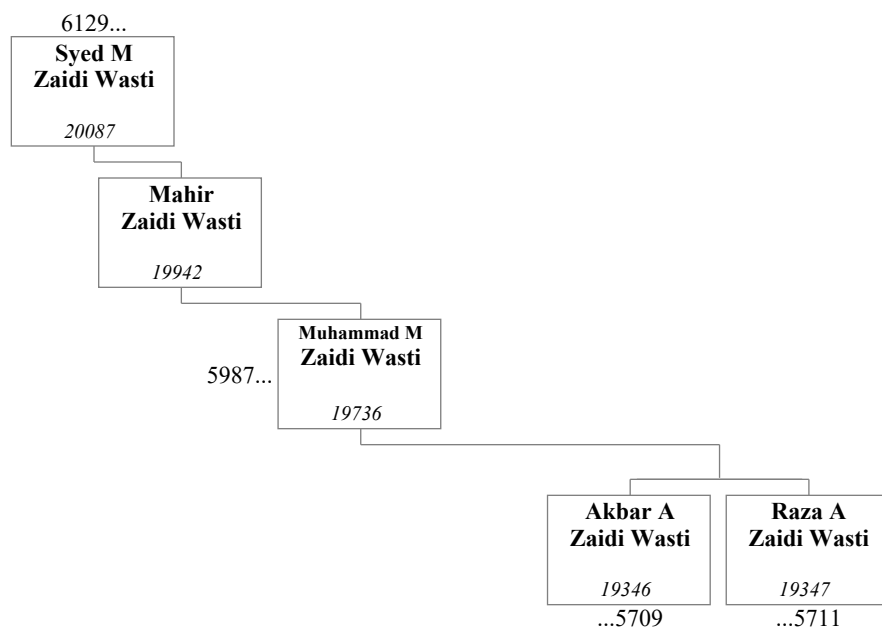 6129...
Syed M
Zaidi Wasti
20087
Mahir
Zaidi Wasti
19942
Muhammad M
Zaidi Wasti
5987...
19736
Akbar A
Zaidi Wasti
19346
...5709
Raza A
Zaidi Wasti
19347
...5711